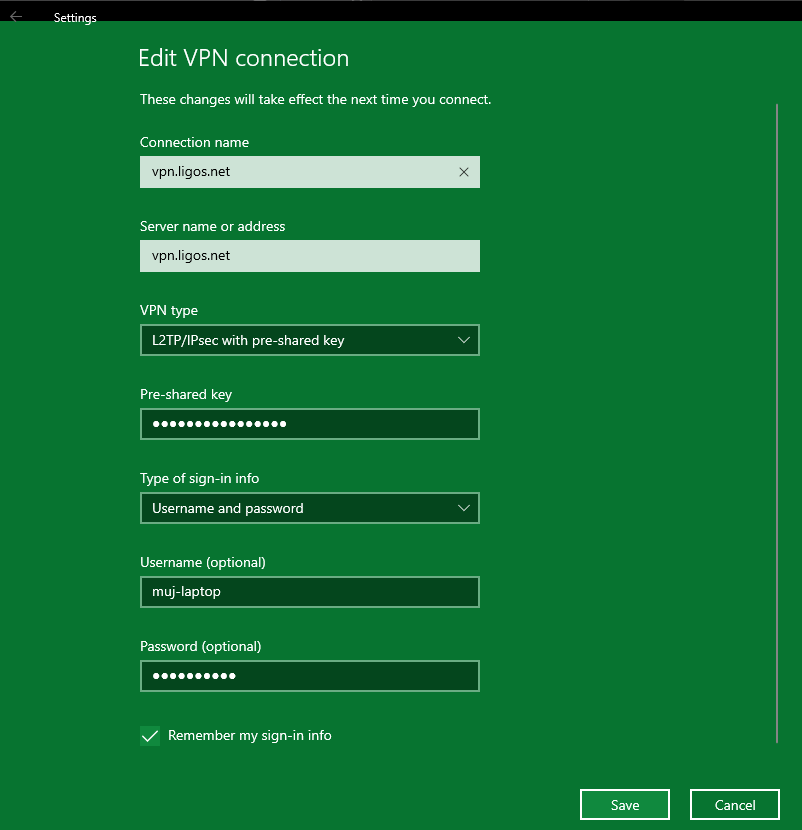 Settings
Edit VPN connection
These changes will take effect the next time you connect.
Connection name
vpn.ligos.net
Server name or address
vpn.ligos.net
VPN type
L2TP/IPsec with pre-shared key
Pre-shared key
●●●●●●●●●●●●●●●●
Type of sign-in info
Username and password
Username (optional)
muj-laptop
Password (optional)
●●●●●●●●●●
Remember my sign-in info
Save Cancel